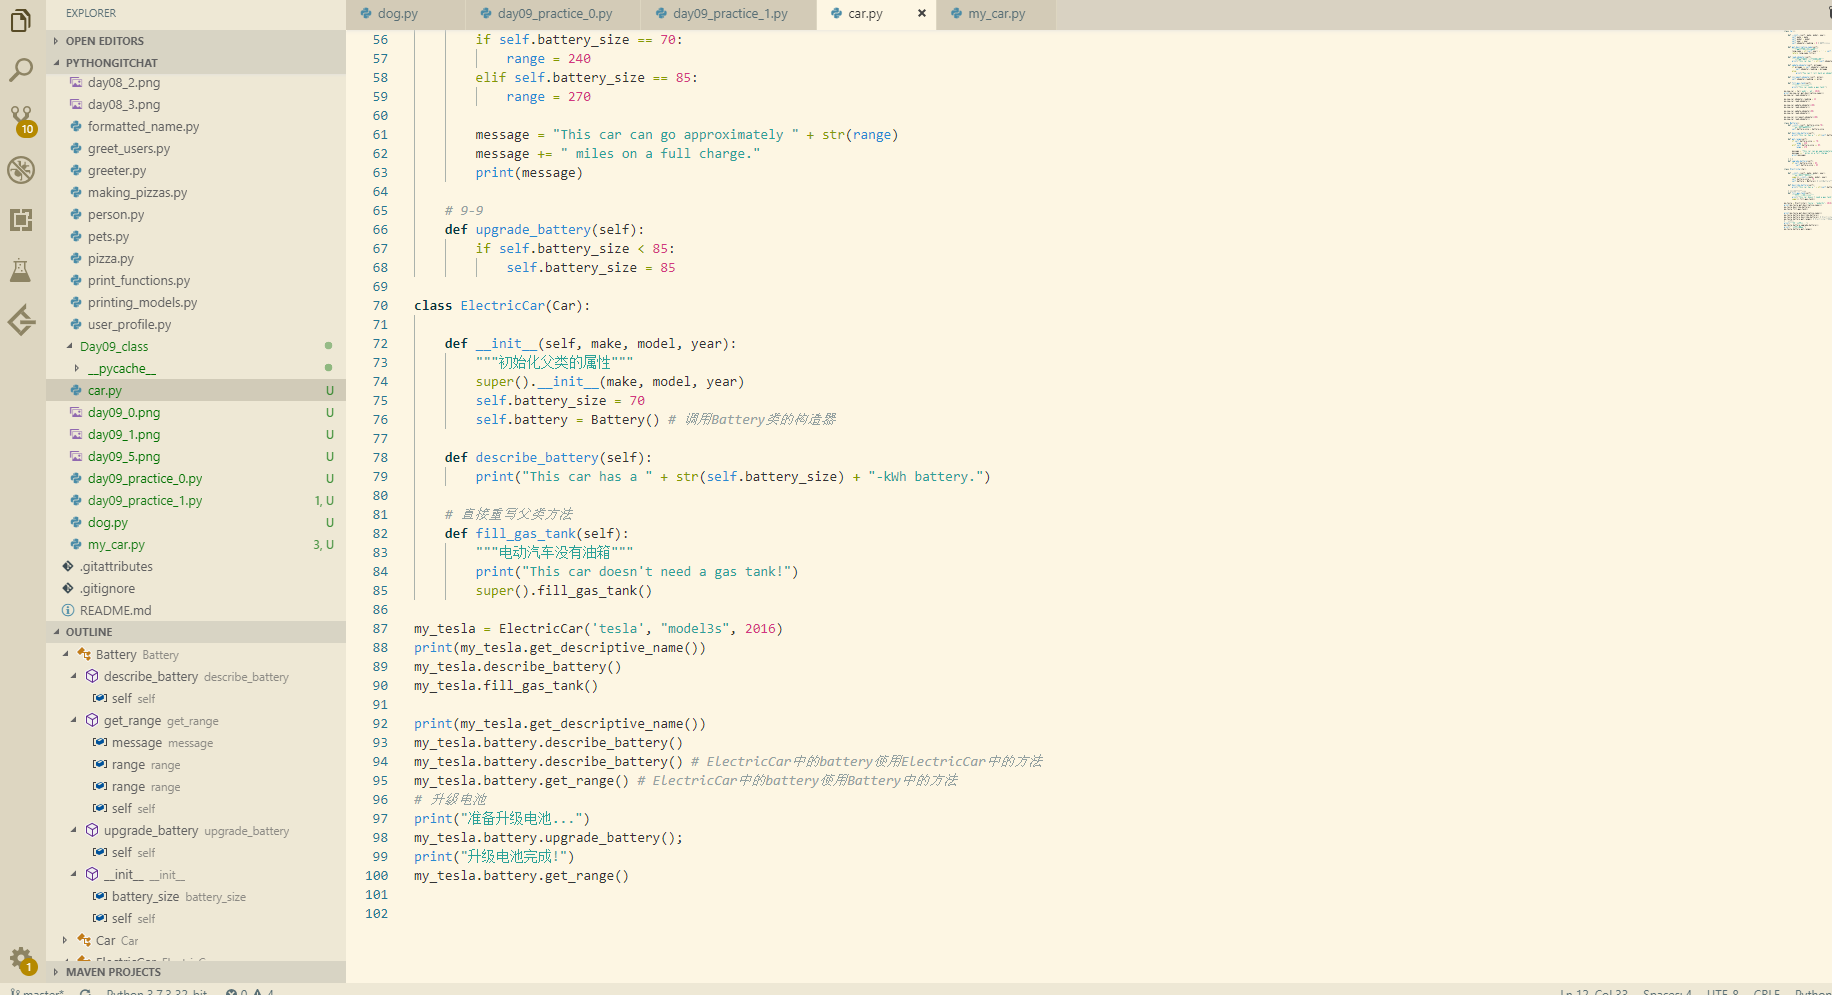 EXPLORER
OPEN EDITORS
PYTHONGITCHAT
day08_2.png
day08_3.png
formatted_name.py
greet_users.py
greeter.py
making_pizzas.py
person.py
pets.py
pizza.py
print_functions.py
printing_models.py
user_profile.py
Day09_class
__pycache__
car.py U
day09_0.png U
day09_1.png U
day09_5.png U
day09_practice_0.py U
day09_practice_1.py 1, U
dog.py U
my_car.py 3, U
.gitattributes
.gitignore
README.md
OUTLINE
Battery Battery
describe_battery describe_battery
self self
get_range get_range
message message
range range
range range
self self
upgrade_battery upgrade_battery
self self
__init__ __init__
battery_size battery_size
self self
Car Car
MAVEN PROJECTS
10
1
dog.py day09_practice_0.py day09_practice_1.py car.py × my_car.py
56 if self.battery_size == 70:
57 range = 240
58 elif self.battery_size == 85:
59 range = 270
60
61 message = "This car can go approximately " + str(range)
62 message += " miles on a full charge."
63 print(message)
64
65 # 9-9
66 def upgrade_battery(self):
67 if self.battery_size < 85:
68 self.battery_size = 85
69
70 class ElectricCar(Car):
71
72 def __init__(self, make, model, year):
73 """初始化父类的属性"""
74 super().__init__(make, model, year)
75 self.battery_size = 70
76 self.battery = Battery() # 调用Battery类的构造器
77
78 def describe_battery(self):
79 print("This car has a " + str(self.battery_size) + "-kWh battery.")
80
81 # 直接重写父类方法
82 def fill_gas_tank(self):
83 """电动汽车没有油箱"""
84 print("This car doesn't need a gas tank!")
85 super().fill_gas_tank()
86
87 my_tesla = ElectricCar('tesla', "model3s", 2016)
88 print(my_tesla.get_descriptive_name())
89 my_tesla.describe_battery()
90 my_tesla.fill_gas_tank()
91
92 print(my_tesla.get_descriptive_name())
93 my_tesla.battery.describe_battery()
94 my_tesla.battery.describe_battery() # ElectricCar中的battery使用ElectricCar中的方法
95 my_tesla.battery.get_range() # ElectricCar中的battery使用Battery中的方法
96 # 升级电池
97 print("准备升级电池...")
98 my_tesla.battery.upgrade_battery();
99 print("升级电池完成!")
100 my_tesla.battery.get_range()
101
102